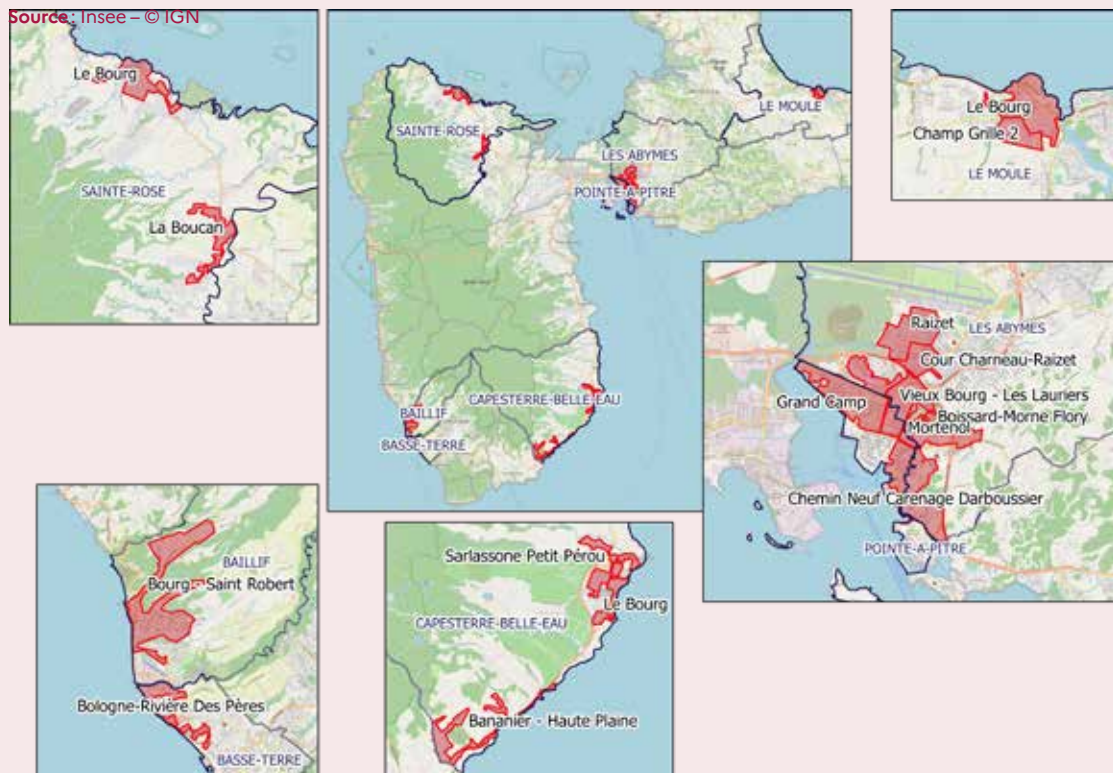 Source : Insee – © IGN
Le Bourg
SAINTE-ROSE
La Boucan
SAINTE-ROSE
LE MOULE
LES ABYMES
POINTE-A-PITRE
CAPESTERRE-BELLE-EAU
BAILLIF
BASSE-TERRE
Le Bourg
Champ Grille 2
LE MOULE
Raizet
LES ABYMES
Cour Charneau-Raizet
Vieux Bourg - Les Lauriers
Grand Camp
Boissard-Morne Flory
Mortenol
Chemin Neuf Carenage Darboussier
POINTE-A-PITRE
BAILLIF
Bourg - Saint Robert
Bologne-Rivière Des Pères
BASSE-TERRE
Sarlassone Petit Pérou
Le Bourg
CAPESTERRE-BELLE-EAU
Bananier - Haute Plaine